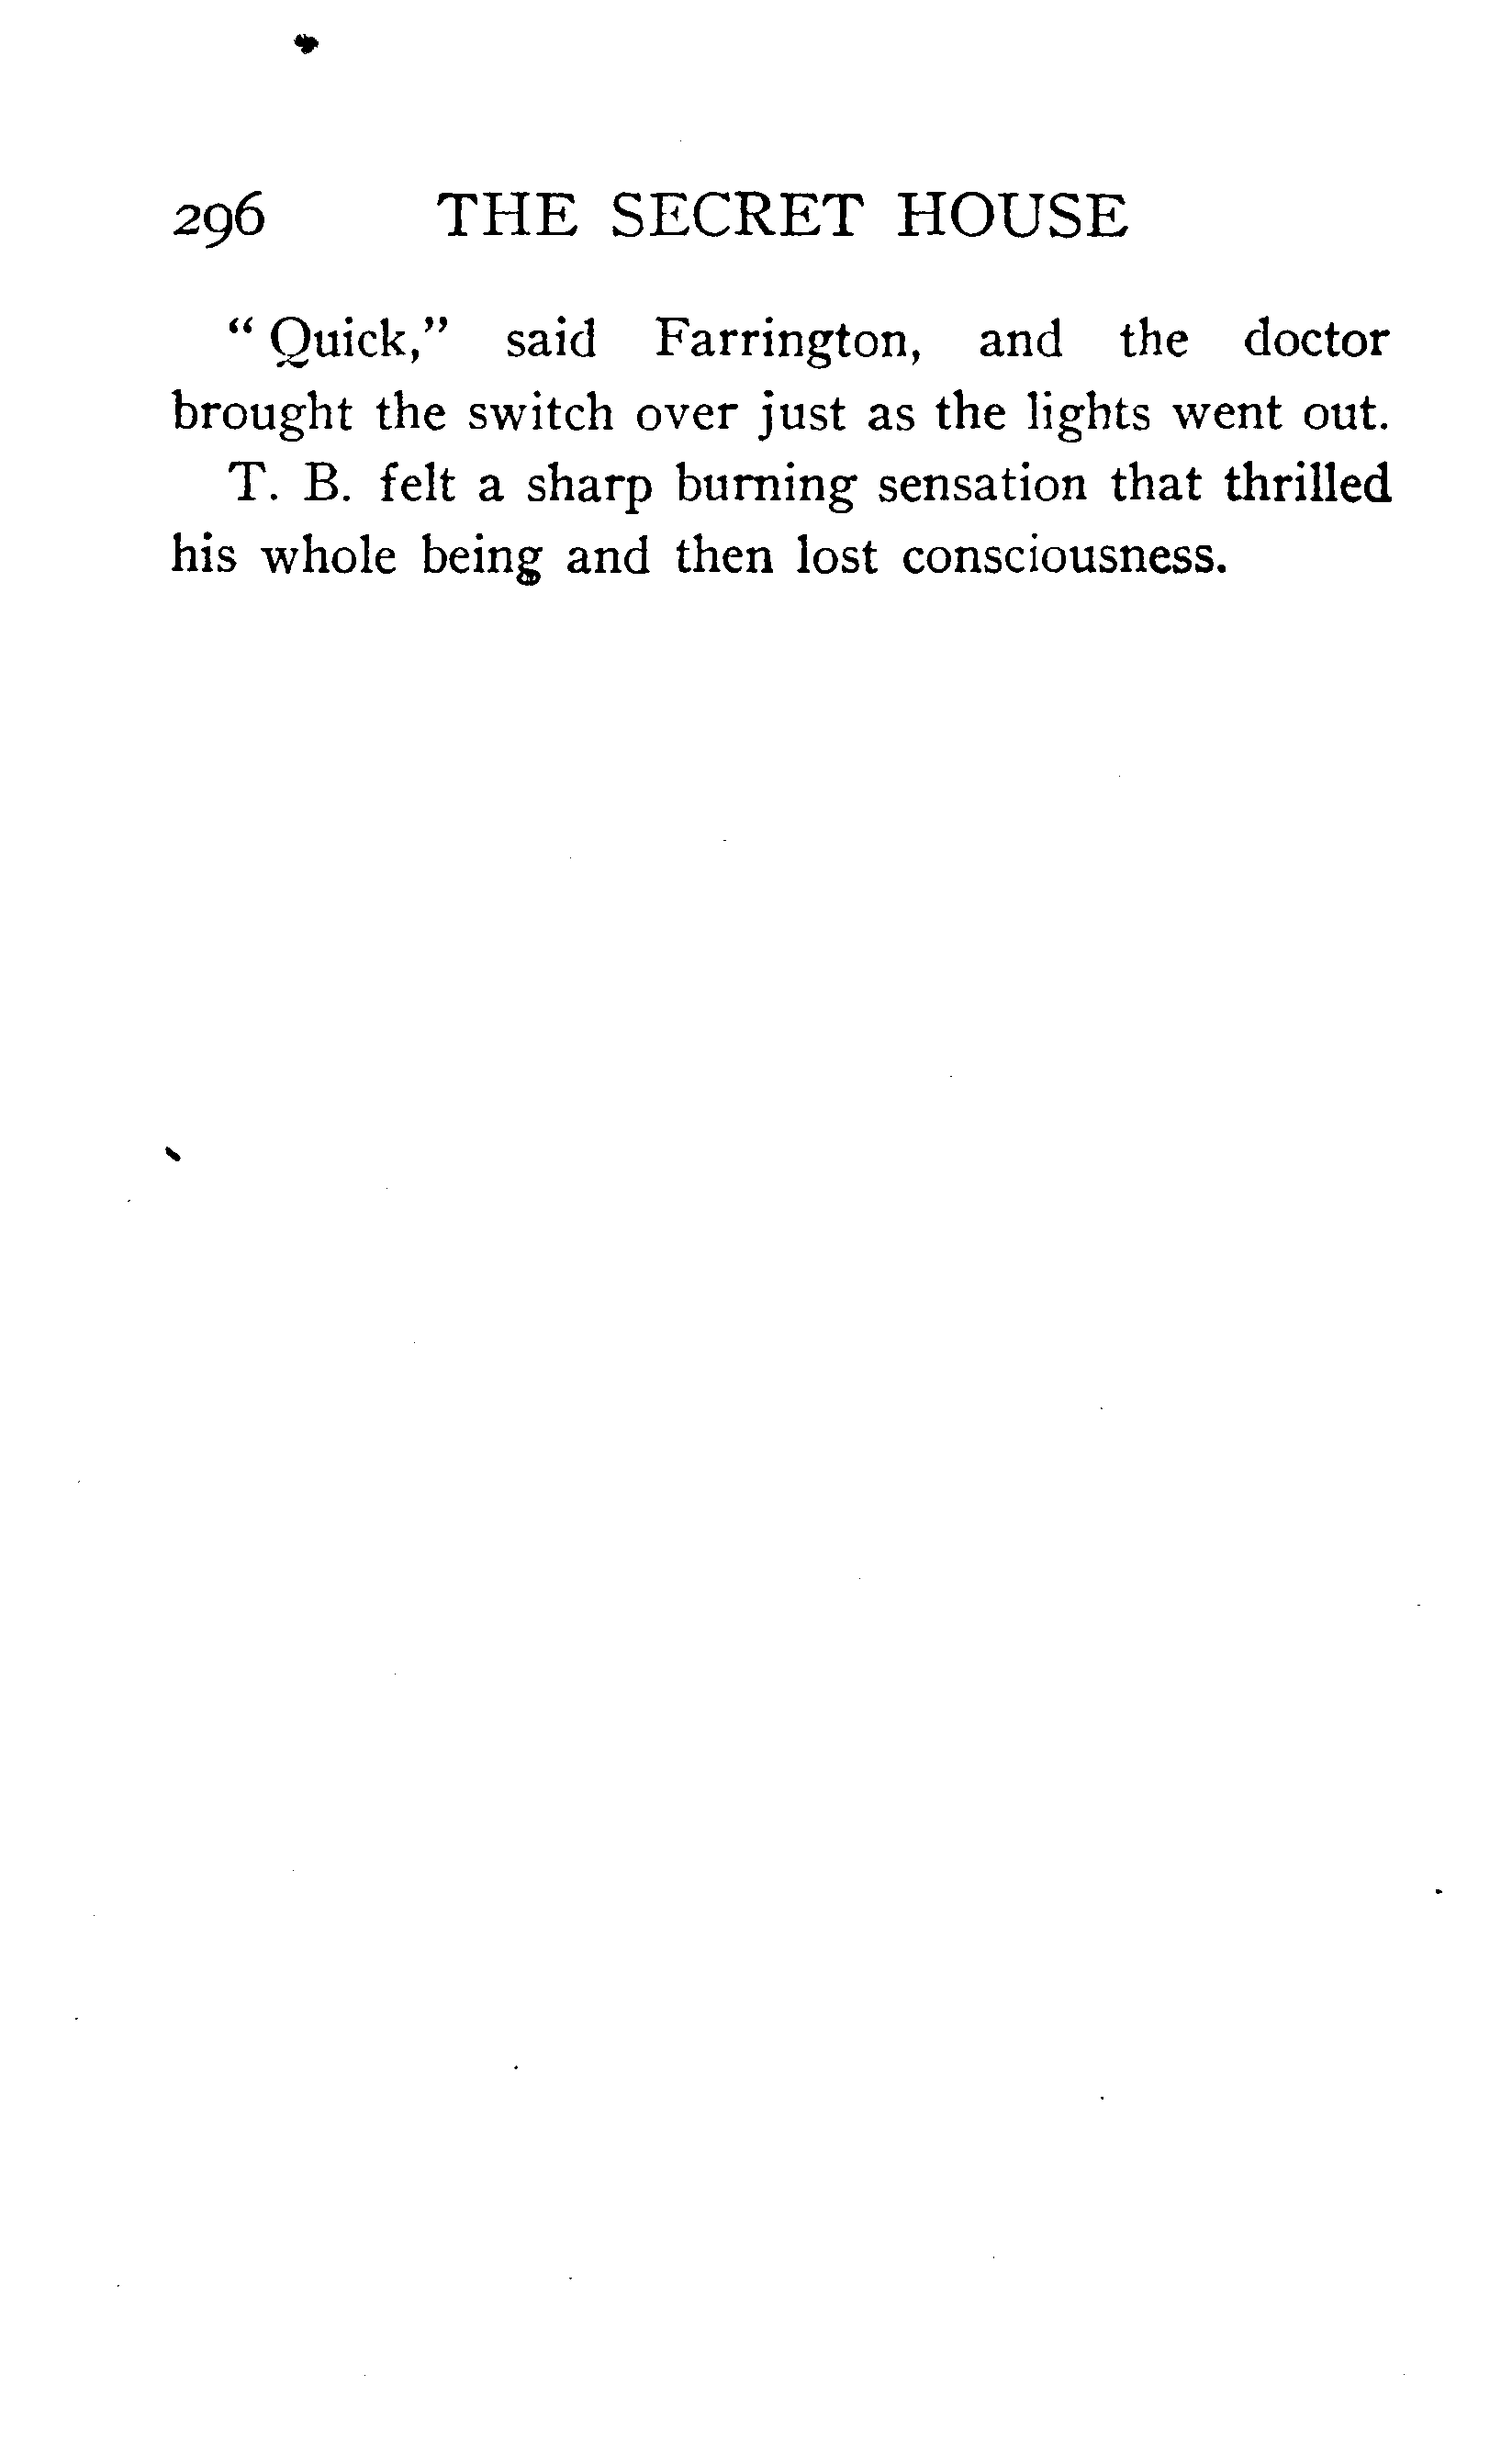 296 THE SECRET HOUSE
“ Quick,” said Farrington, and the doctor
brought the switch over just as the lights went out.
T. B. felt a sharp burning sensation that thrilled
his whole being and then lost consciousness.